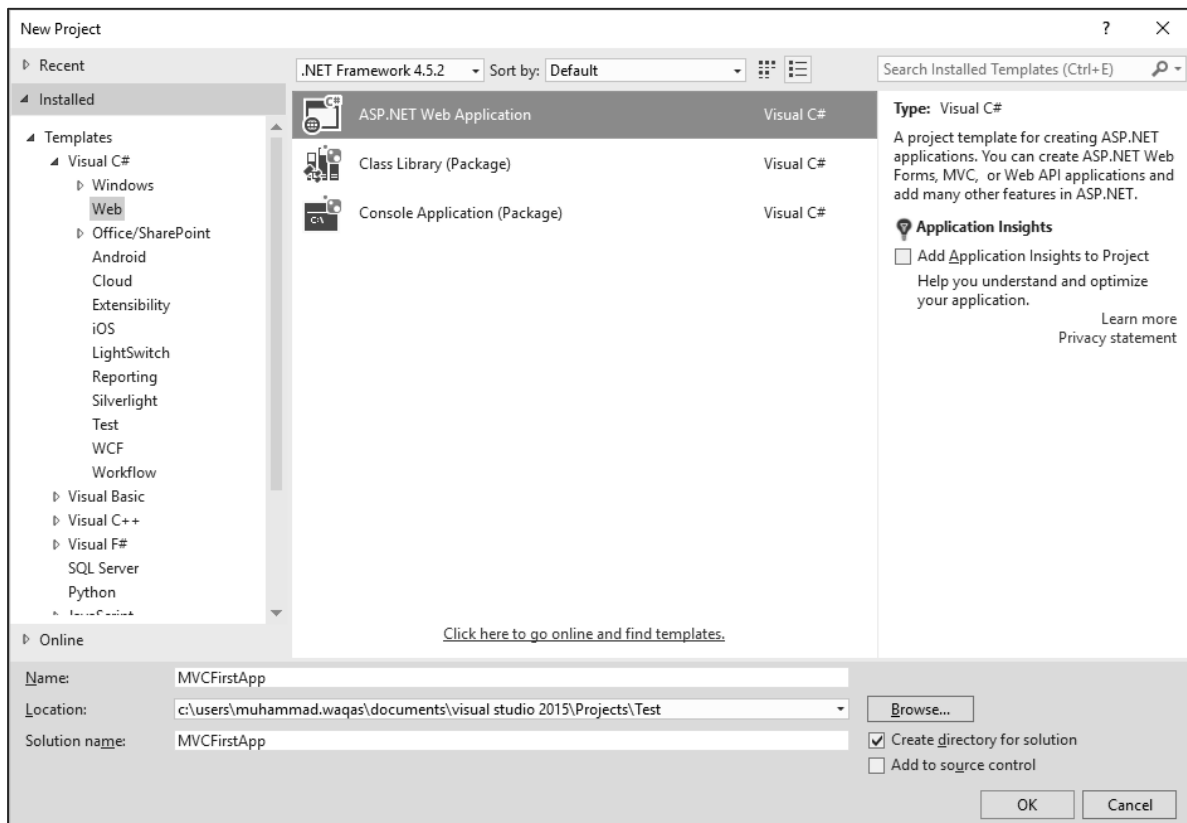 New Project
?
Recent
Installed
Templates
Visual C#
Windows
Web
Office/SharePoint
Android
Cloud
Extensibility
iOS
LightSwitch
Reporting
Silverlight
Test
WCF
Workflow
Visual Basic
Visual C++
Visual F#
SQL Server
Python
JavaScript
Online
.NET Framework 4.5.2
Sort by: Default
C#
ASP.NET Web Application Visual C#
Class Library (Package) Visual C#
C:\
Console Application (Package) Visual C#
Click here to go online and find templates.
Search Installed Templates (Ctrl+E)
Type: Visual C#
A project template for creating ASP.NET
applications. You can create ASP.NET Web
Forms, MVC, or Web API applications and
add many other features in ASP.NET.
Application Insights
Add Application Insights to Project
Help you understand and optimize
your application.
Learn more
Privacy statement
Name: MVCFirstApp
Location: c:\users\muhammad.waqas\documents\visual studio 2015\Projects\Test
Browse...
Solution name: MVCFirstApp
Create directory for solution
Add to source control
OK Cancel